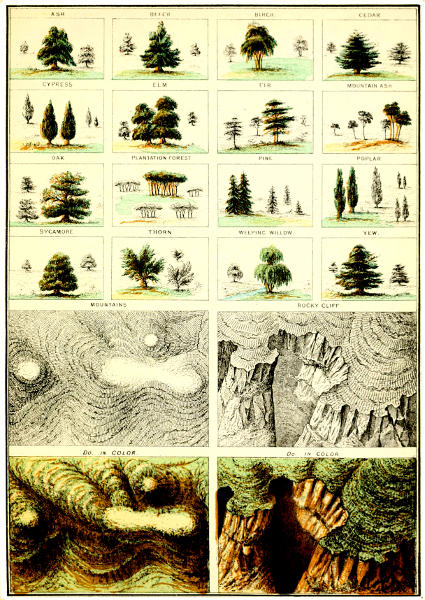 ASH BEECH BIRCH CEDAR
CYPRESS ELM FIR MOUNTAIN ASH
OAK PLANTATION FOREST PINE POPLAR
SYCAMORE THORN WEEPING WILLOW YEW.
MOUNTAINS ROCKY CLIFF
Do. IN COLOR Do. IN COLOR